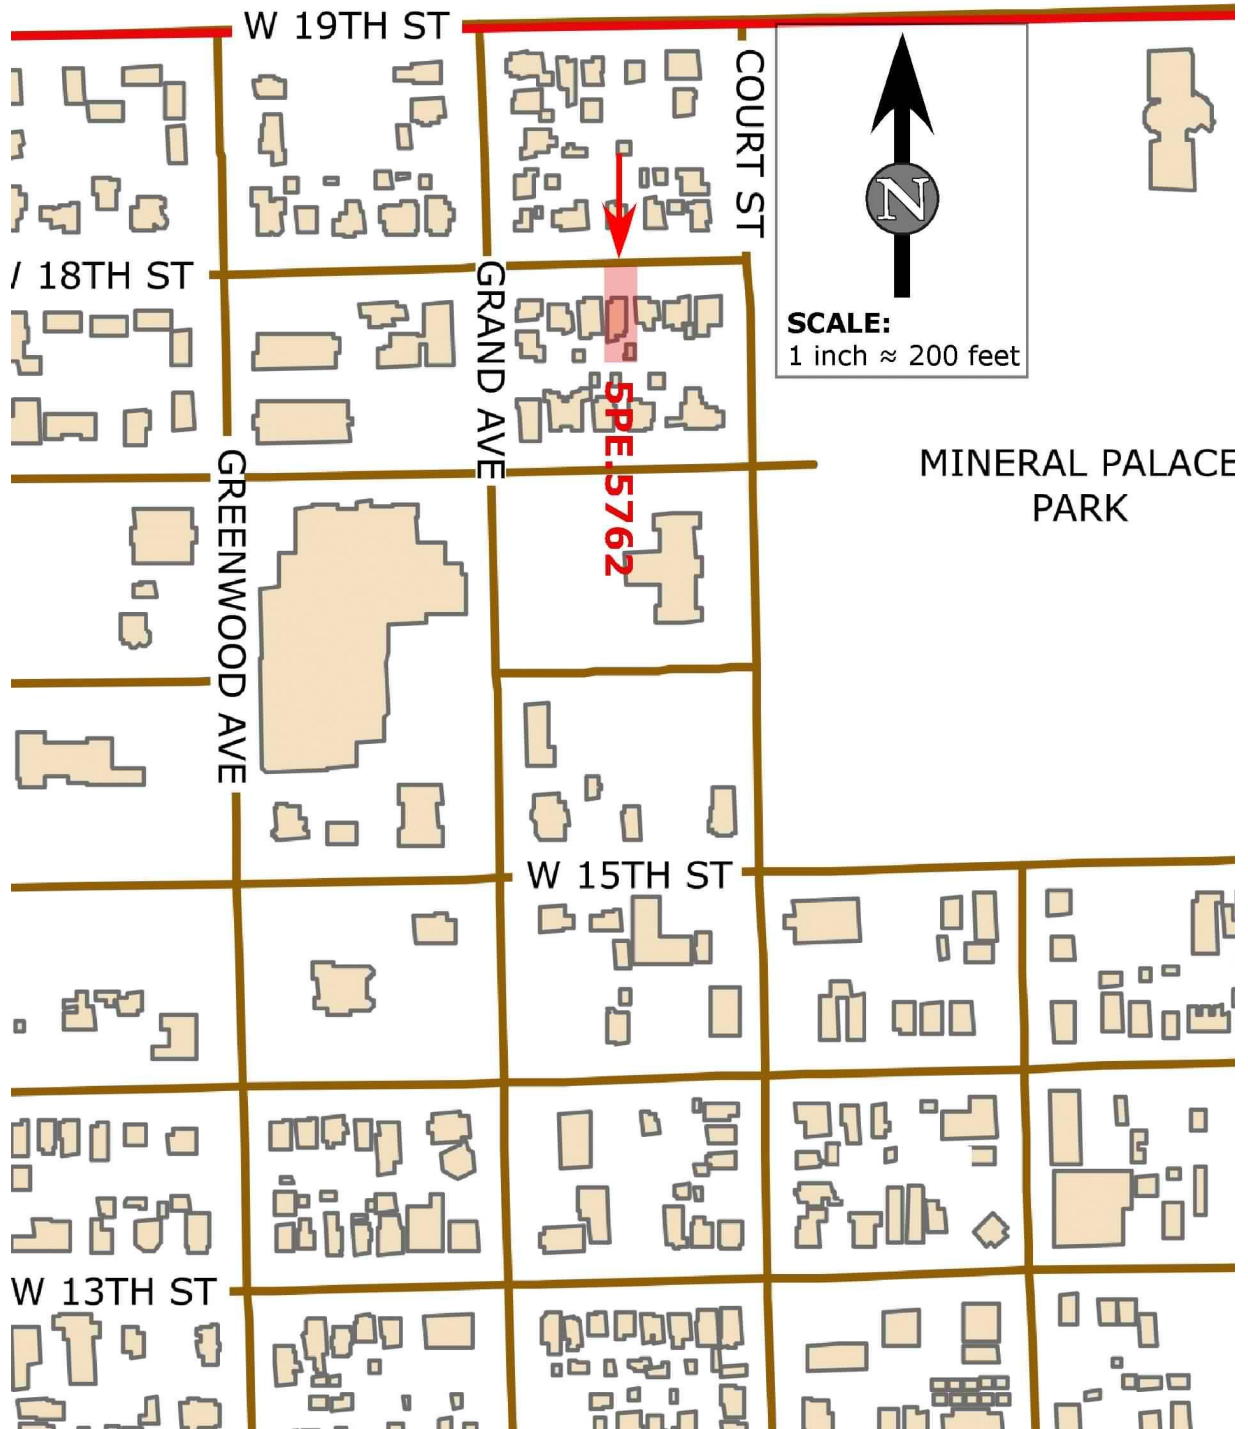 W 19TH ST
COURT ST
N
W 18TH ST
GRAND AVE
SCALE:
1 inch ≈ 200 feet
5PE.5762
MINERAL PALACE
PARK
GREENWOOD AVE
W 15TH ST
W 13TH ST